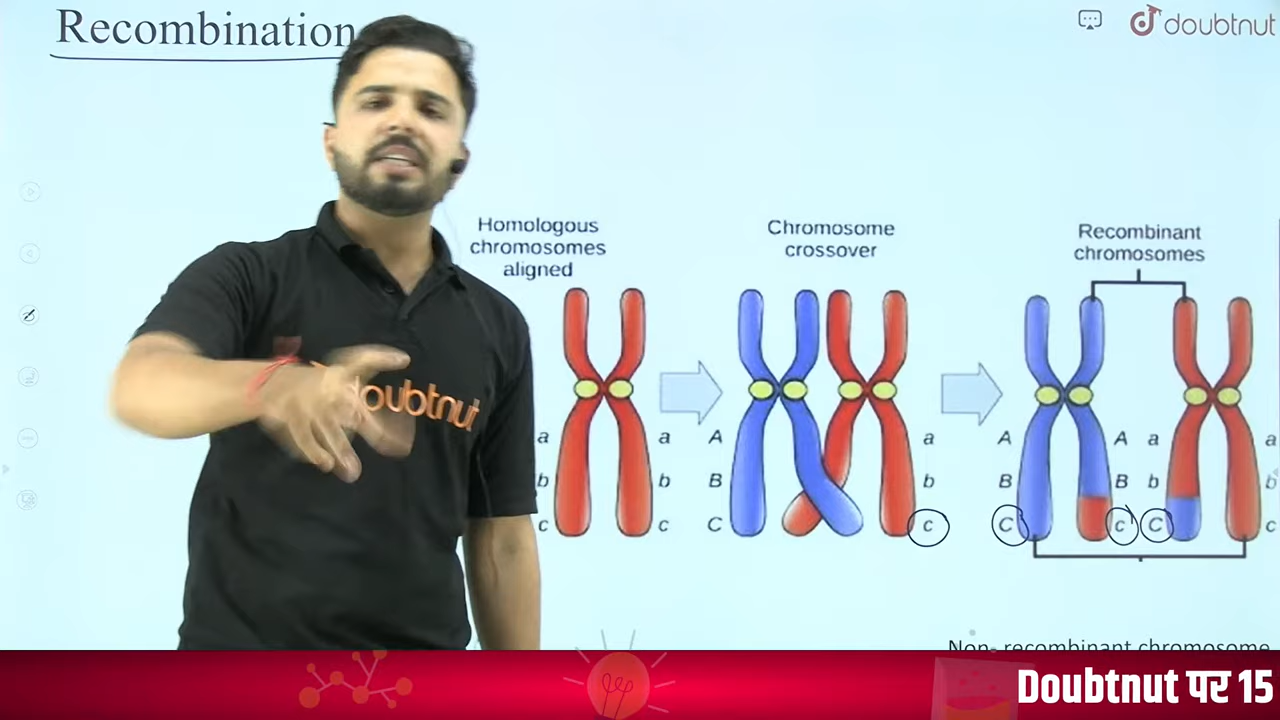 Recombination
doubtnut
Homologous
chromosomes
aligned
Chromosome
crossover
Recombinant
chromosomes
doubtnut
a a A a A A a a
b b B b B B b b
c c C c C c C c
Non- recombinant chromosome
Doubtnut पर 15